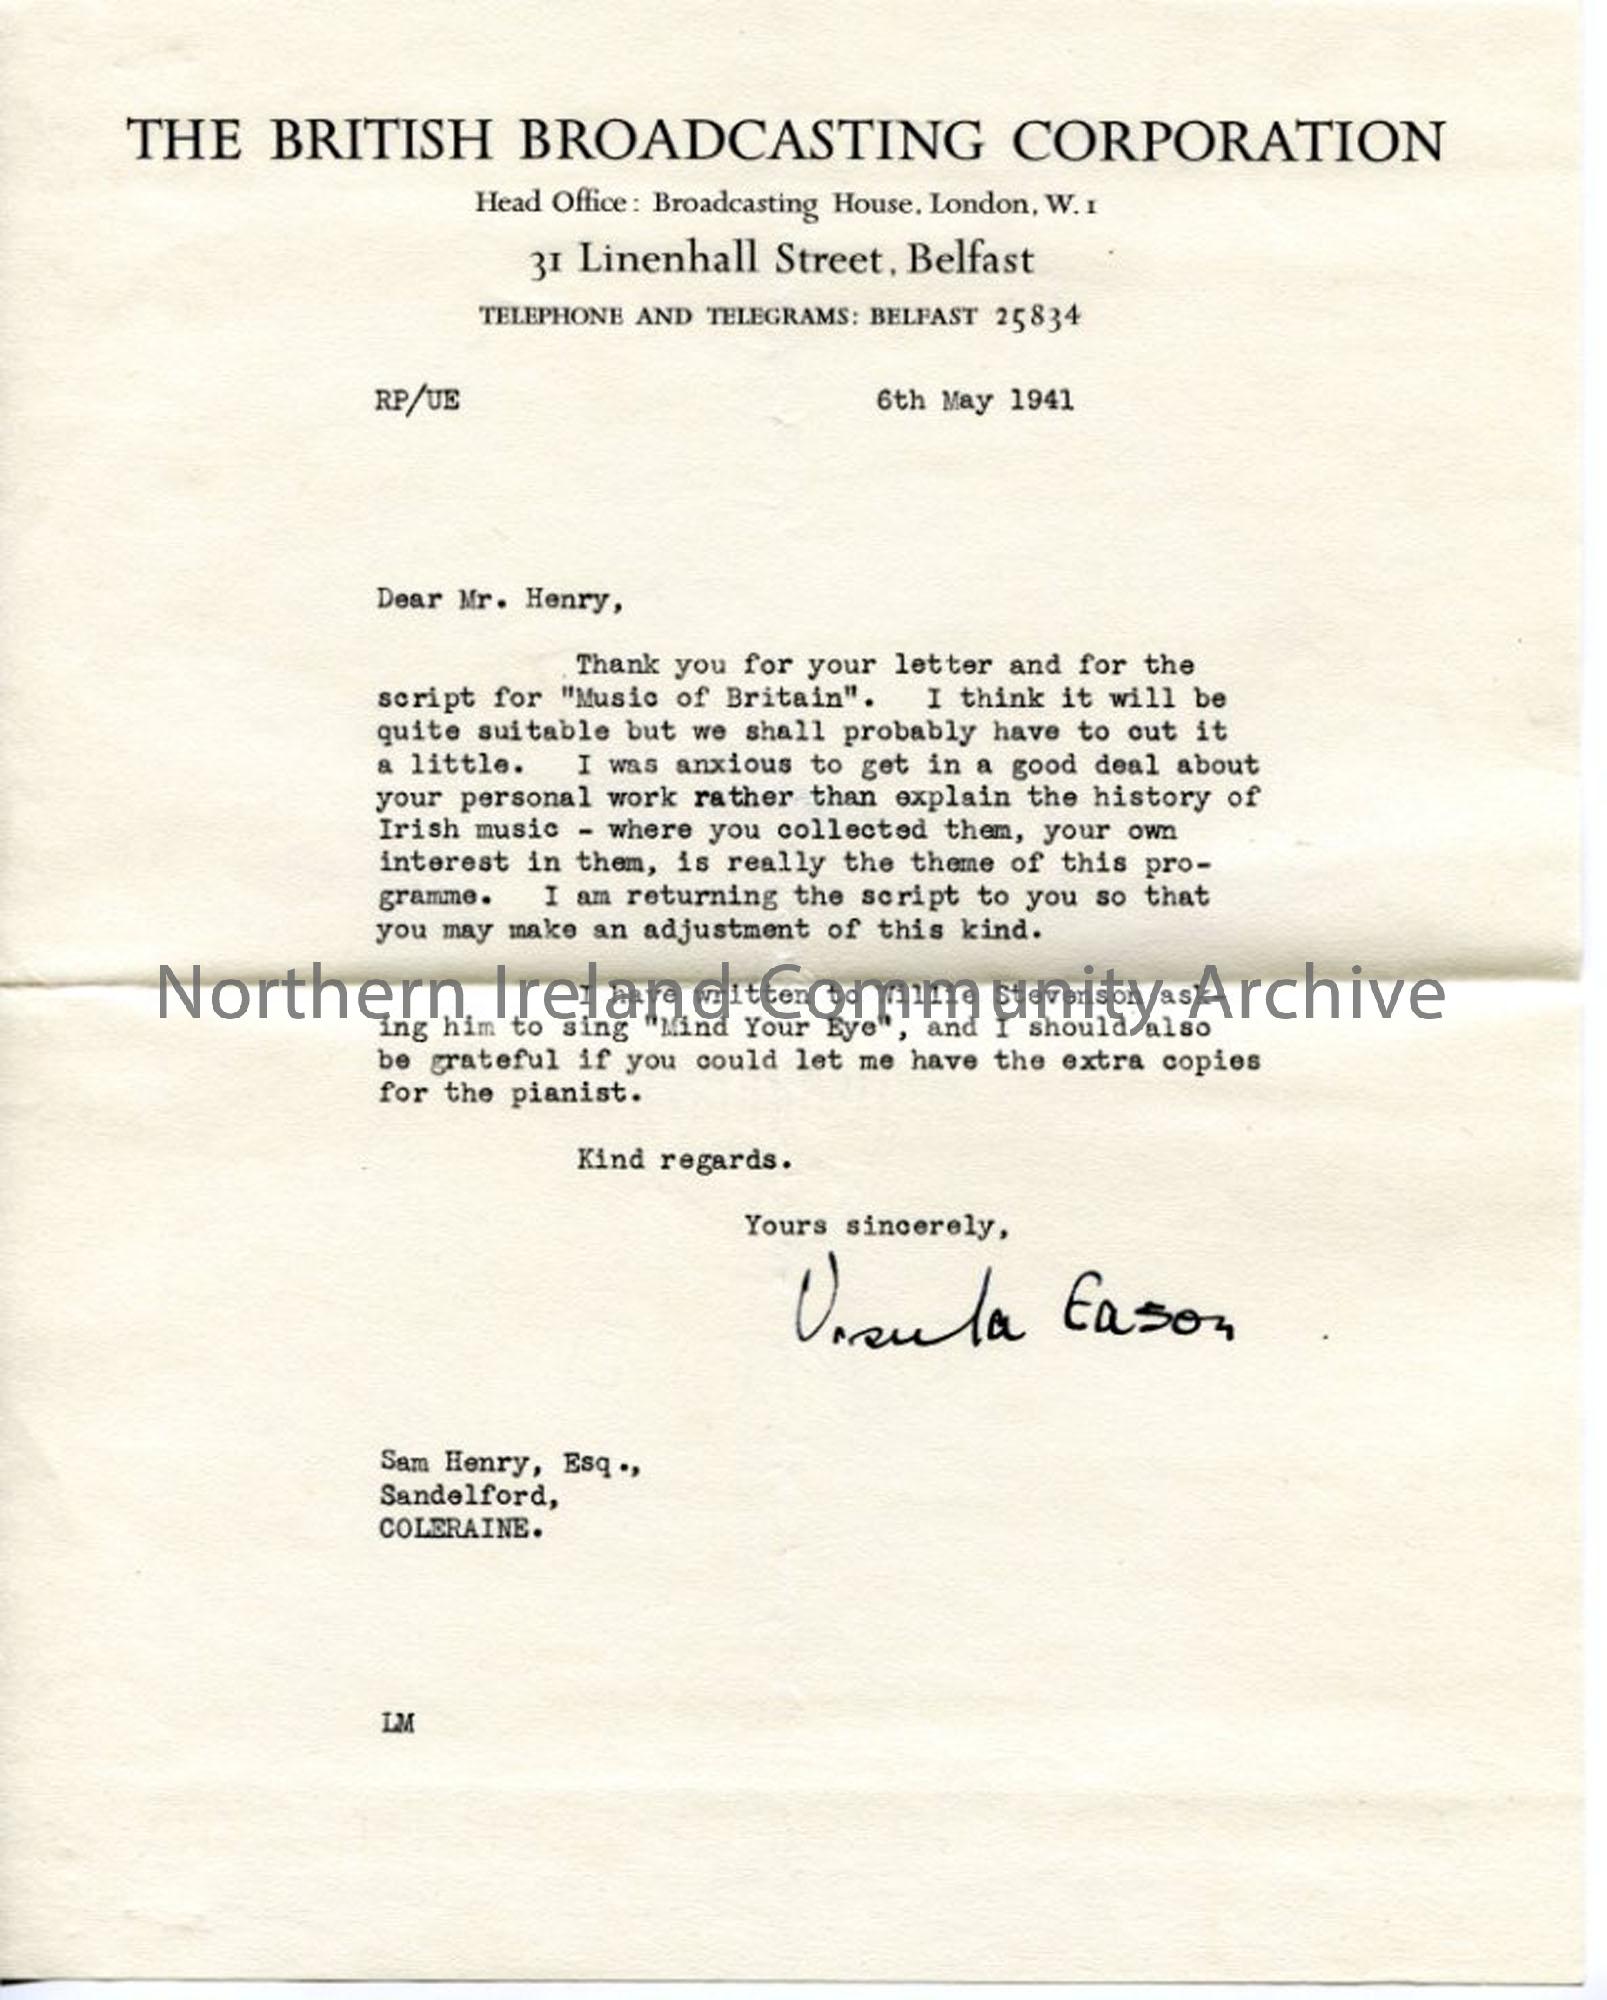 THE BRITISH BROADCASTING CORPORATION
Head Office: Broadcasting House, London, W. 1
31 Linenhall Street, Belfast
TELEPHONE AND TELEGRAMS: BELFAST 25834
RP/UE 6th May 1941
Dear Mr. Henry,
Thank you for your letter and for the
script for "Music of Britain". I think it will be
quite suitable but we shall probably have to cut it
a little. I was anxious to get in a good deal about
your personal work rather than explain the history of
Irish music - where you collected them, your own
interest in them, is really the theme of this pro-
gramme. I am returning the script to you so that
you may make an adjustment of this kind.
Northern Ireland Community Archive
I have written to Willie Stevenson ask-
ing him to sing "Mind Your Eye", and I should also
be grateful if you could let me have the extra copies
for the pianist.
Kind regards.
Yours sincerely,
Ursula Eason
Sam Henry, Esq.,
Sandelford,
COLERAINE.
LM